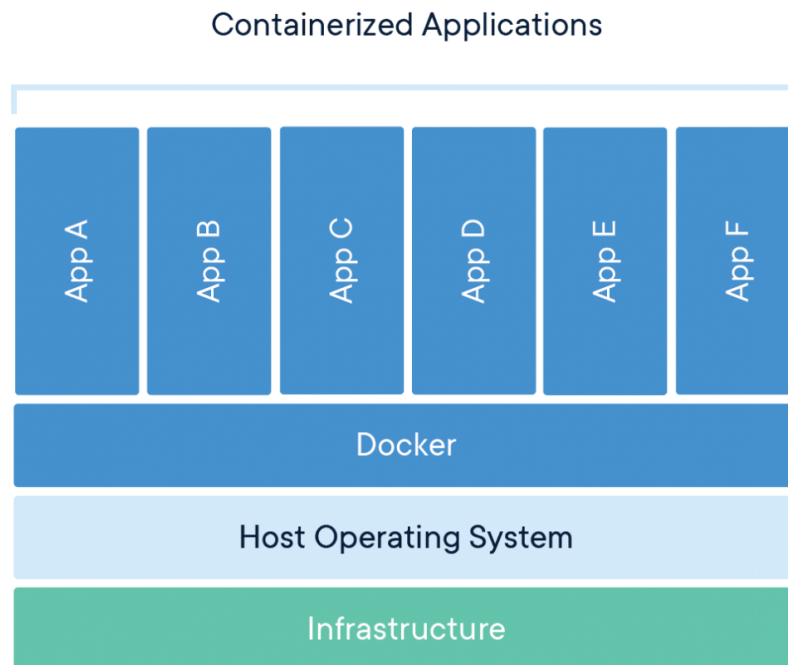 Containerized Applications
App A
App B
App C
App D
App E
App F
Docker
Host Operating System
Infrastructure